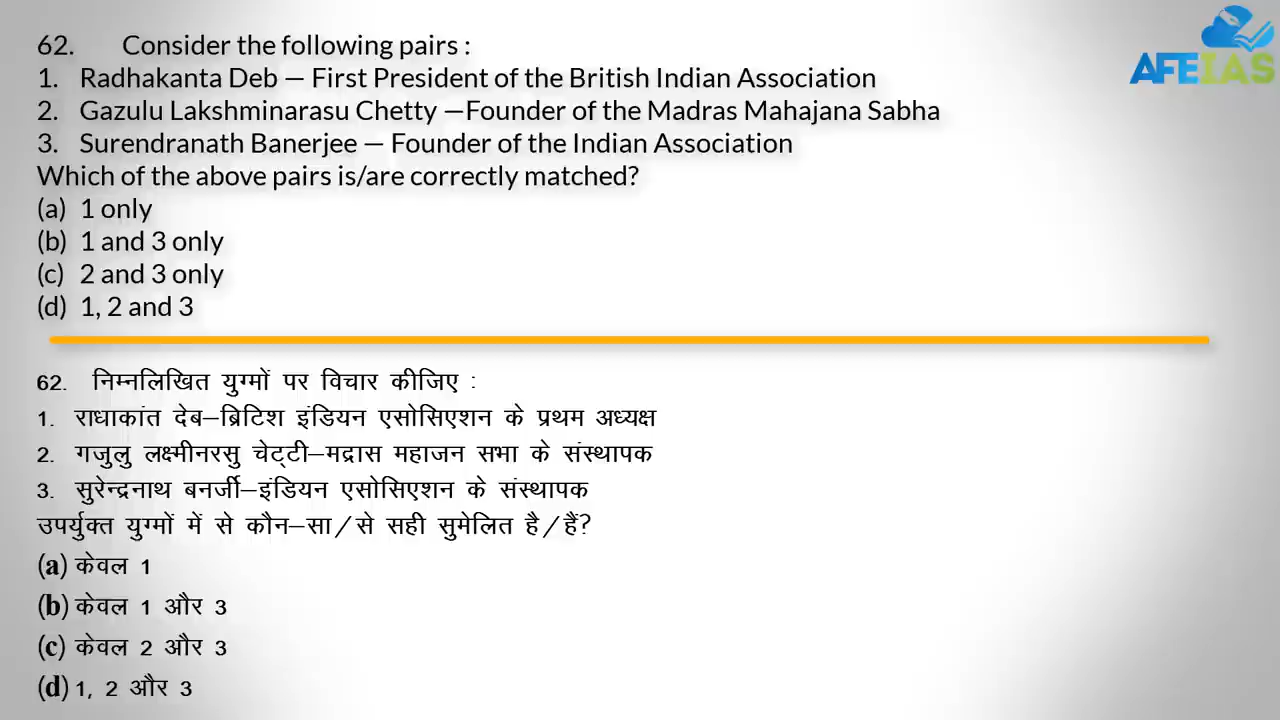 62. Consider the following pairs :
AFEIAS
1. Radhakanta Deb — First President of the British Indian Association
2. Gazulu Lakshminarasu Chetty —Founder of the Madras Mahajana Sabha
3. Surendranath Banerjee — Founder of the Indian Association
Which of the above pairs is/are correctly matched?
(a) 1 only
(b) 1 and 3 only
(c) 2 and 3 only
(d) 1, 2 and 3
62. निम्नलिखित युग्मों पर विचार कीजिए :
1. राधाकांत देब–ब्रिटिश इंडियन एसोसिएशन के प्रथम अध्यक्ष
2. गजुलु लक्ष्मीनरसु चेट्टी–मद्रास महाजन सभा के संस्थापक
3. सुरेन्द्रनाथ बनर्जी–इंडियन एसोसिएशन के संस्थापक
उपर्युक्त युग्मों में से कौन–सा/से सही सुमेलित है/हैं?
(a) केवल 1
(b) केवल 1 और 3
(c) केवल 2 और 3
(d) 1, 2 और 3